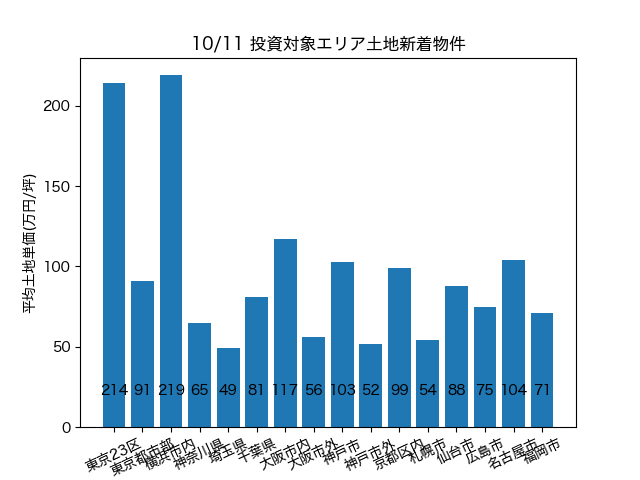 10/11 投資対象エリア土地新着物件
平均土地単価(万円/坪)
200
150
100
50
0
214 91 219 65 49 81 117 56 103 52 99 54 88 75 104 71
東京23区
東京都市部
横浜市内
神奈川県
埼玉県
千葉県
大阪市内
大阪市外
神戸市
神戸市外
京都区内
札幌市
仙台市
広島市
名古屋市
福岡市